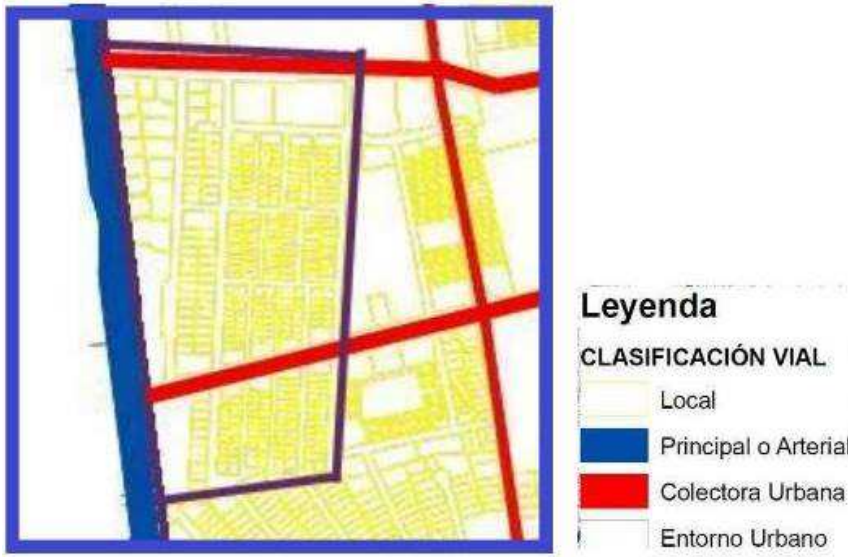 Leyenda
CLASIFICACIÓN VIAL
Local
Principal o Arterial
Colectora Urbana
Entorno Urbano